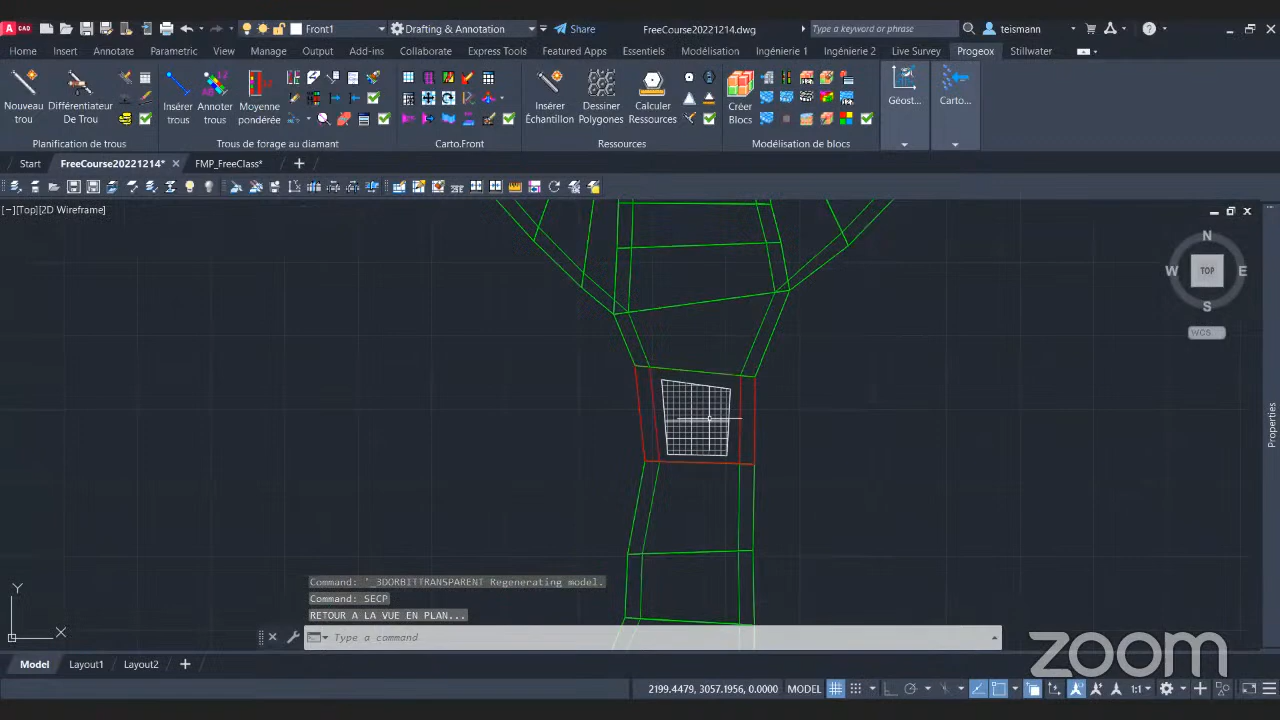 A CAD
Front1
Drafting & Annotation
Share
FreeCourse20221214.dwg
Type a keyword or phrase
teismann
Home Insert Annotate Parametric View Manage Output Add-ins Collaborate Express Tools Featured Apps Essentiels Modélisation Ingénierie 1 Ingénierie 2 Live Survey Progeox Stillwater
Nouveau trou
Différentiateur De Trou
Insérer trous
Annoter trous
Moyenne pondérée
Insérer Échantillon
Dessiner Polygones
Calculer Ressources
Créer Blocs
Géost...
Carto...
Planification de trous
Trous de forage au diamant
Carto.Front
Ressources
Modélisation de blocs
Start FreeCourse20221214* FMP_FreeClass*
[−][Top][2D Wireframe]
N
W TOP E
S
WCS
Properties
Y
X
Command: '_3DORBITTRANSPARENT Regenerating model.
Command: SECP
RETOUR A LA VUE EN PLAN...
Type a command
zoom
Model Layout1 Layout2
2199.4479, 3057.1956, 0.0000 MODEL 1:1